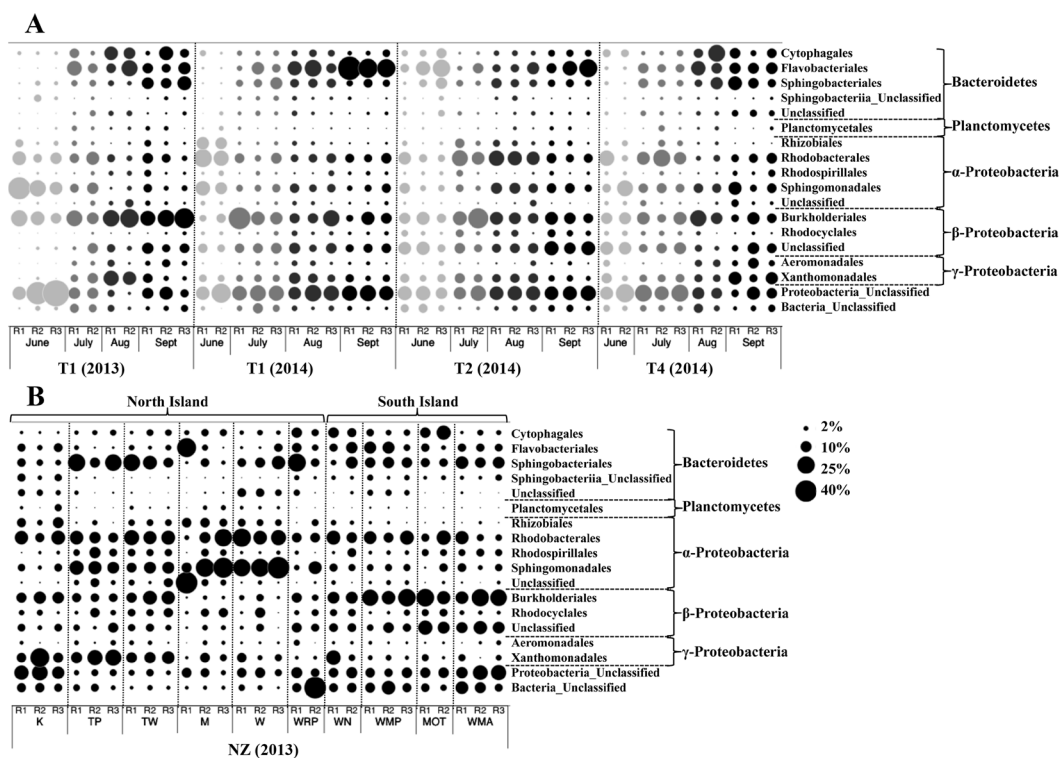 A
Cytophagales
Flavobacteriales
Sphingobacteriales
Bacteroidetes
Sphingobacteriia_Unclassified
Unclassified
Planctomycetales
Planctomycetes
Rhizobiales
Rhodobacterales
Rhodospirillales
α-Proteobacteria
Sphingomonadales
Unclassified
Burkholderiales
Rhodocyclales
β-Proteobacteria
Unclassified
Aeromonadales
γ-Proteobacteria
Xanthomonadales
Proteobacteria_Unclassified
Bacteria_Unclassified
R1 R2 R3 R1 R2 R1 R2 R1 R2 R3 R1 R2 R1 R2 R3 R1 R2 R3 R1 R2 R3 R1 R2 R3 R1 R2 R1 R2 R3 R1 R2 R3 R1 R2 R1 R2 R3 R1 R2 R1 R2 R3
June July Aug Sept June July Aug Sept June July Aug Sept June July Aug Sept
T1 (2013) T1 (2014) T2 (2014) T4 (2014)
B
North Island South Island
Cytophagales
Flavobacteriales
Sphingobacteriales
Bacteroidetes
Sphingobacteriia_Unclassified
Unclassified
Planctomycetales
Planctomycetes
Rhizobiales
Rhodobacterales
Rhodospirillales
α-Proteobacteria
Sphingomonadales
Unclassified
Burkholderiales
Rhodocyclales
β-Proteobacteria
Unclassified
Aeromonadales
γ-Proteobacteria
Xanthomonadales
Proteobacteria_Unclassified
Bacteria_Unclassified
2%
10%
25%
40%
R1 R2 R3 R1 R2 R3 R1 R2 R3 R1 R2 R3 R1 R2 R3 R1 R2 R1 R2 R1 R2 R3 R1 R2 R1 R2 R3
K TP TW M W WRP WN WMP MOT WMA
NZ (2013)